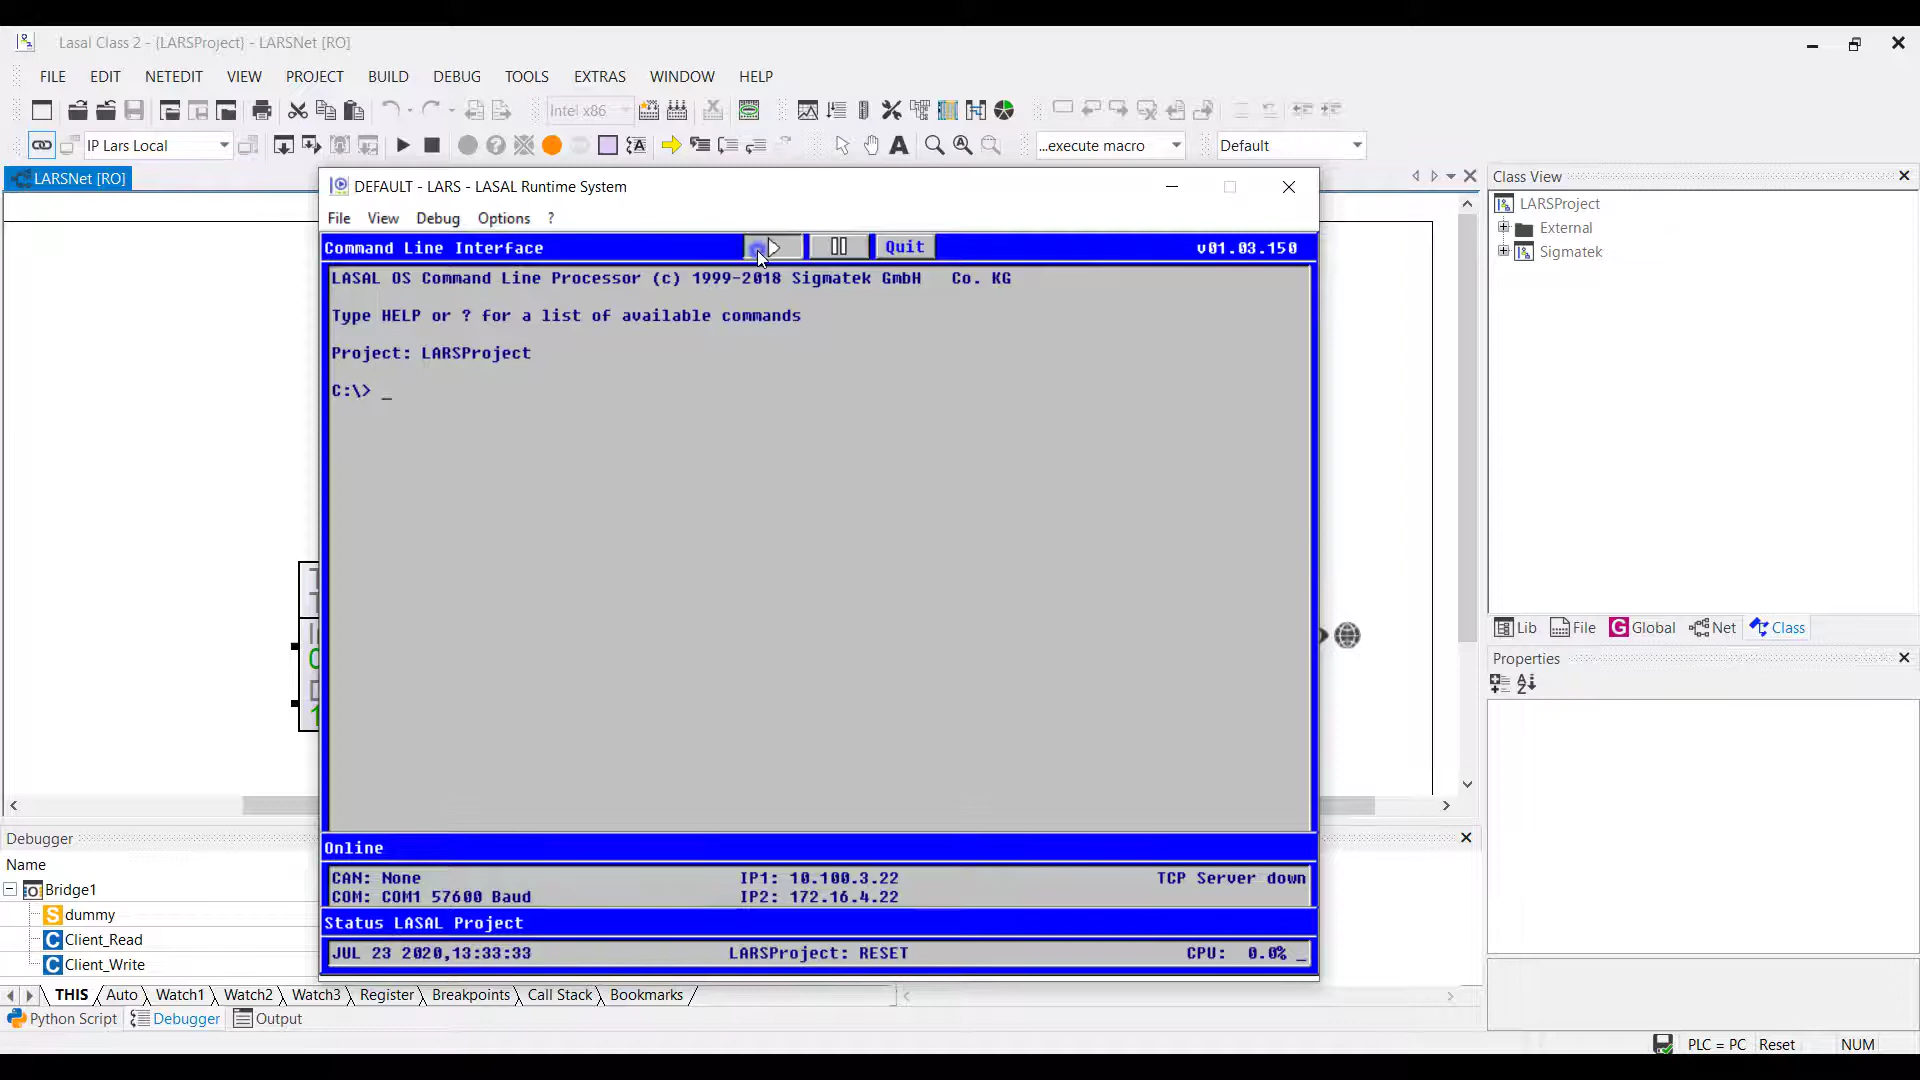 Lasal Class 2 - {LARSProject} - LARSNet [RO]
FILE EDIT NETEDIT VIEW PROJECT BUILD DEBUG TOOLS EXTRAS WINDOW HELP
Intel x86
IP Lars Local
...execute macro
Default
LARSNet [RO]
DEFAULT - LARS - LASAL Runtime System
File View Debug Options ?
Command Line Interface Quit v01.03.150
LASAL OS Command Line Processor (c) 1999-2018 Sigmatek GmbH Co. KG
Type HELP or ? for a list of available commands
Project: LARSProject
C:\> _
Online
CAN: None IP1: 10.100.3.22 TCP Server down
COM: COM1 57600 Baud IP2: 172.16.4.22
Status LASAL Project
JUL 23 2020,13:33:33 LARSProject: RESET CPU: 0.0% _
Class View
LARSProject
External
Sigmatek
Lib File Global Net Class
Properties
Debugger
Name
Bridge1
dummy
Client_Read
Client_Write
THIS Auto Watch1 Watch2 Watch3 Register Breakpoints Call Stack Bookmarks
Python Script Debugger Output
PLC = PC Reset NUM